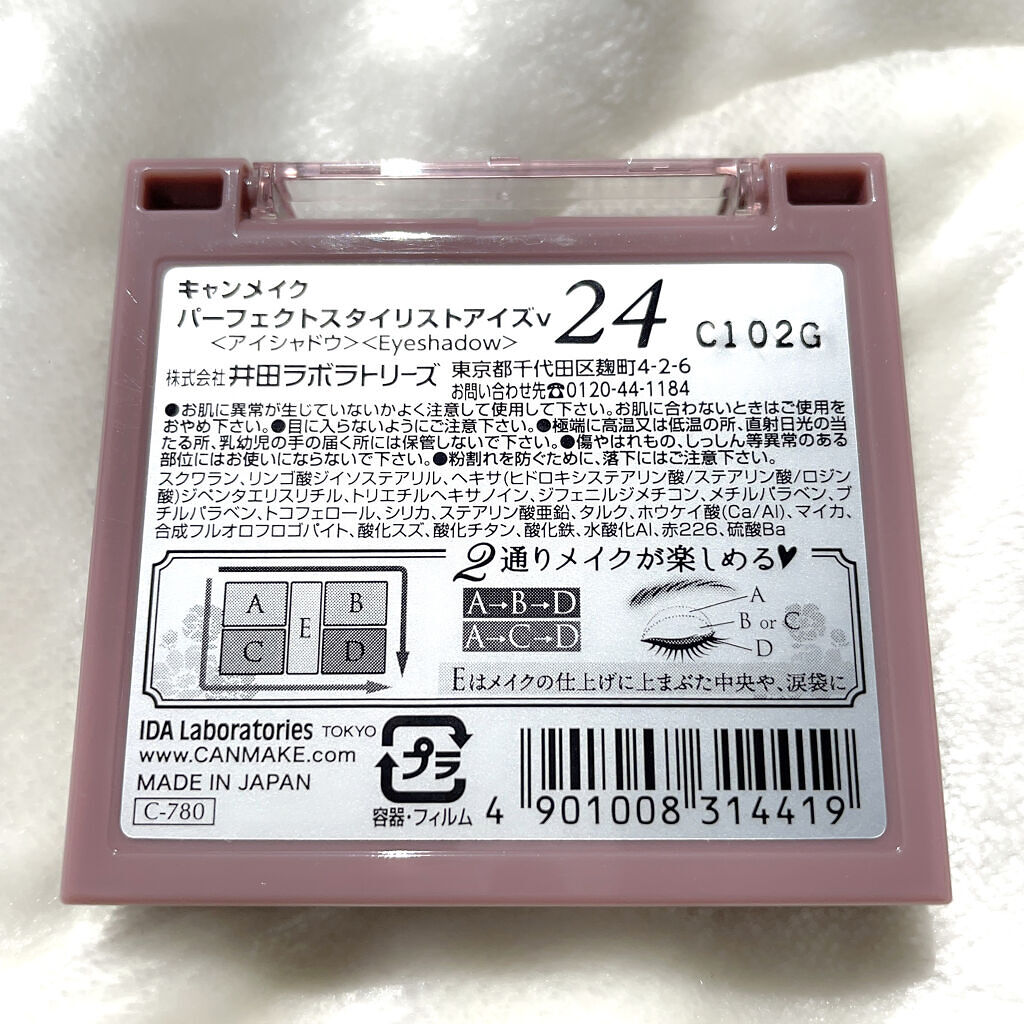 キャンメイク
パーフェクトスタイリストアイズv
<アイシャドウ><Eyeshadow>
24
C102G
株式会社 井田ラボラトリーズ
東京都千代田区麹町4-2-6
お問い合わせ先☎0120-44-1184
●お肌に異常が生じていないかよく注意して使用して下さい。お肌に合わないときはご使用を
おやめ下さい。●目に入らないようにご注意下さい。●極端に高温又は低温の所、直射日光の当
たる所、乳幼児の手の届く所には保管しないで下さい。●傷やはれもの、しっしん等異常のある
部位にはお使いにならないで下さい。●粉割れを防ぐために、落下にはご注意下さい。
スクワラン、リンゴ酸ジイソステアリル、ヘキサ(ヒドロキシステアリン酸/ステアリン酸/ロジン
酸)ジペンタエリスリチル、トリエチルヘキサノイン、ジフェニルジメチコン、メチルパラベン、ブ
チルパラベン、トコフェロール、シリカ、ステアリン酸亜鉛、タルク、ホウケイ酸(Ca/Al)、マイカ、
合成フルオロフロゴパイト、酸化スズ、酸化チタン、酸化鉄、水酸化Al、赤226、硫酸Ba
2通りメイクが楽しめる♥
A B
C D
E
A→B→D
A→C→D
A
B or C
D
Eはメイクの仕上げに上まぶた中央や、涙袋に
IDA Laboratories TOKYO
www.CANMAKE.com
MADE IN JAPAN
C-780
プラ
容器・フィルム
4 901008 314419